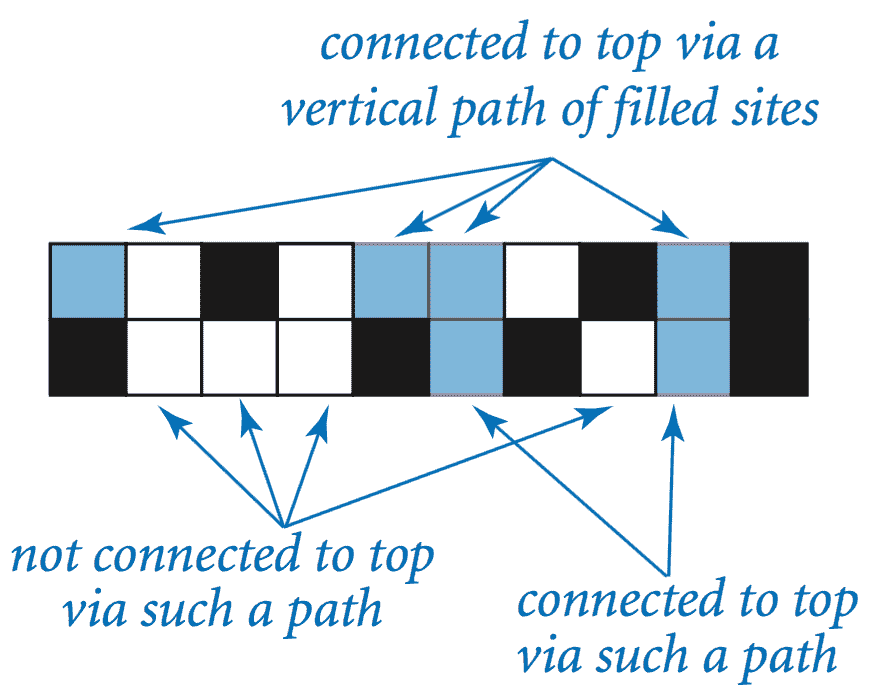 connected to top via a
vertical path of filled sites
not connected to top
via such a path
connected to top
via such a path